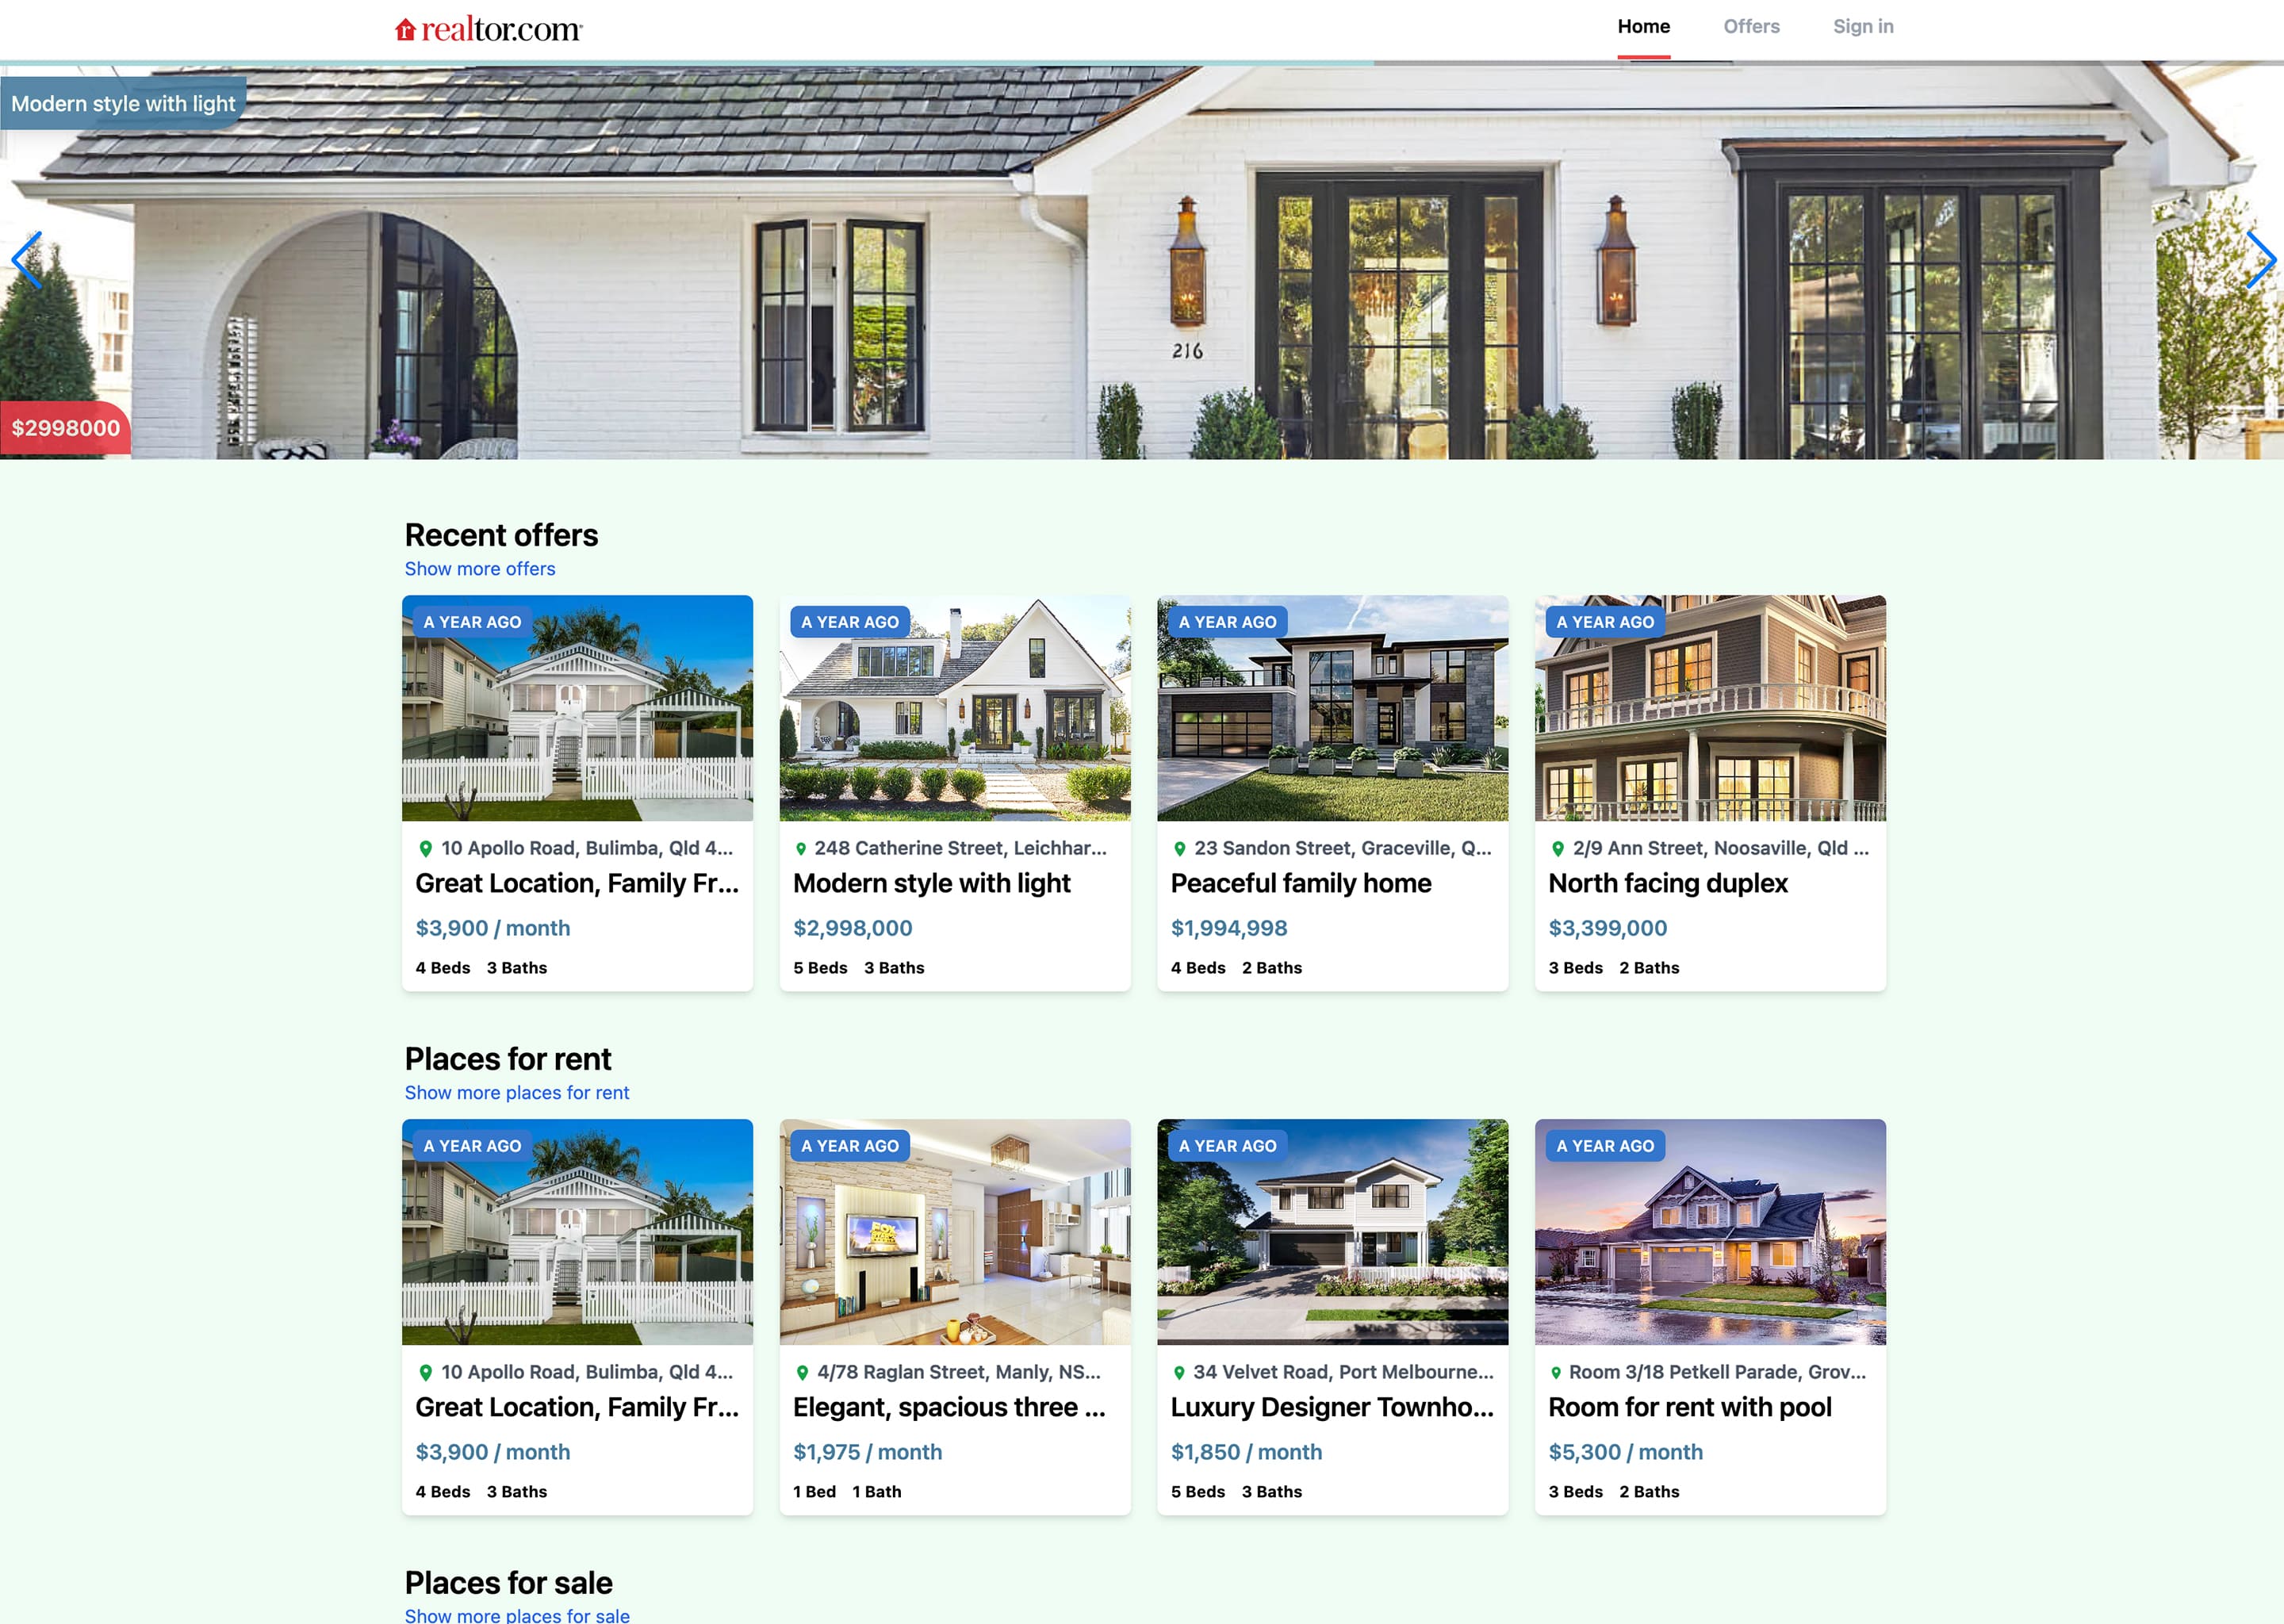 realtor.com
Home
Offers
Sign in
Modern style with light
216
$2998000
Recent offers
Show more offers
A YEAR AGO
10 Apollo Road, Bulimba, Qld 4...
Great Location, Family Fr...
$3,900 / month
4 Beds 3 Baths
A YEAR AGO
248 Catherine Street, Leichhar...
Modern style with light
$2,998,000
5 Beds 3 Baths
A YEAR AGO
23 Sandon Street, Graceville, Q...
Peaceful family home
$1,994,998
4 Beds 2 Baths
A YEAR AGO
2/9 Ann Street, Noosaville, Qld ...
North facing duplex
$3,399,000
3 Beds 2 Baths
Places for rent
Show more places for rent
A YEAR AGO
10 Apollo Road, Bulimba, Qld 4...
Great Location, Family Fr...
$3,900 / month
4 Beds 3 Baths
A YEAR AGO
4/78 Raglan Street, Manly, NS...
Elegant, spacious three ...
$1,975 / month
1 Bed 1 Bath
A YEAR AGO
34 Velvet Road, Port Melbourne...
Luxury Designer Townho...
$1,850 / month
5 Beds 3 Baths
A YEAR AGO
Room 3/18 Petkell Parade, Grov...
Room for rent with pool
$5,300 / month
3 Beds 2 Baths
Places for sale
Show more places for sale